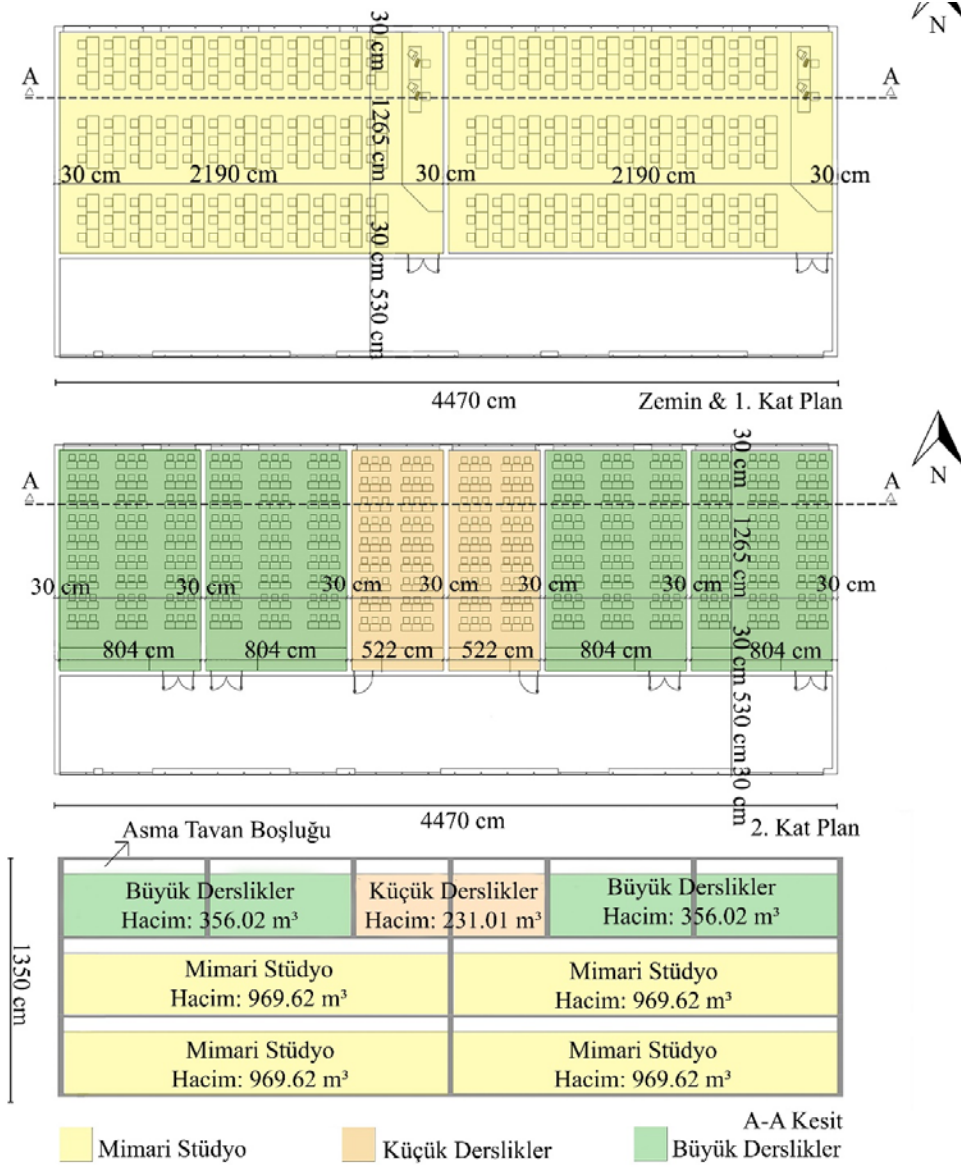 N
30 cm
A
A
1265 cm
30 cm
2190 cm
30 cm
2190 cm
30 cm
30 cm
530 cm
4470 cm
Zemin & 1. Kat Plan
N
30 cm
A
A
1265 cm
30 cm
30 cm
30 cm
30 cm
30 cm
30 cm
30 cm
804 cm
804 cm
522 cm
522 cm
30 cm
804 cm
804 cm
530 cm
30 cm
4470 cm
2. Kat Plan
Asma Tavan Boşluğu
Büyük Derslikler
Hacim: 356.02 m³
Küçük Derslikler
Hacim: 231.01 m³
Büyük Derslikler
Hacim: 356.02 m³
1350 cm
Mimari Stüdyo
Hacim: 969.62 m³
Mimari Stüdyo
Hacim: 969.62 m³
Mimari Stüdyo
Hacim: 969.62 m³
Mimari Stüdyo
Hacim: 969.62 m³
A-A Kesit
Mimari Stüdyo
Küçük Derslikler
Büyük Derslikler